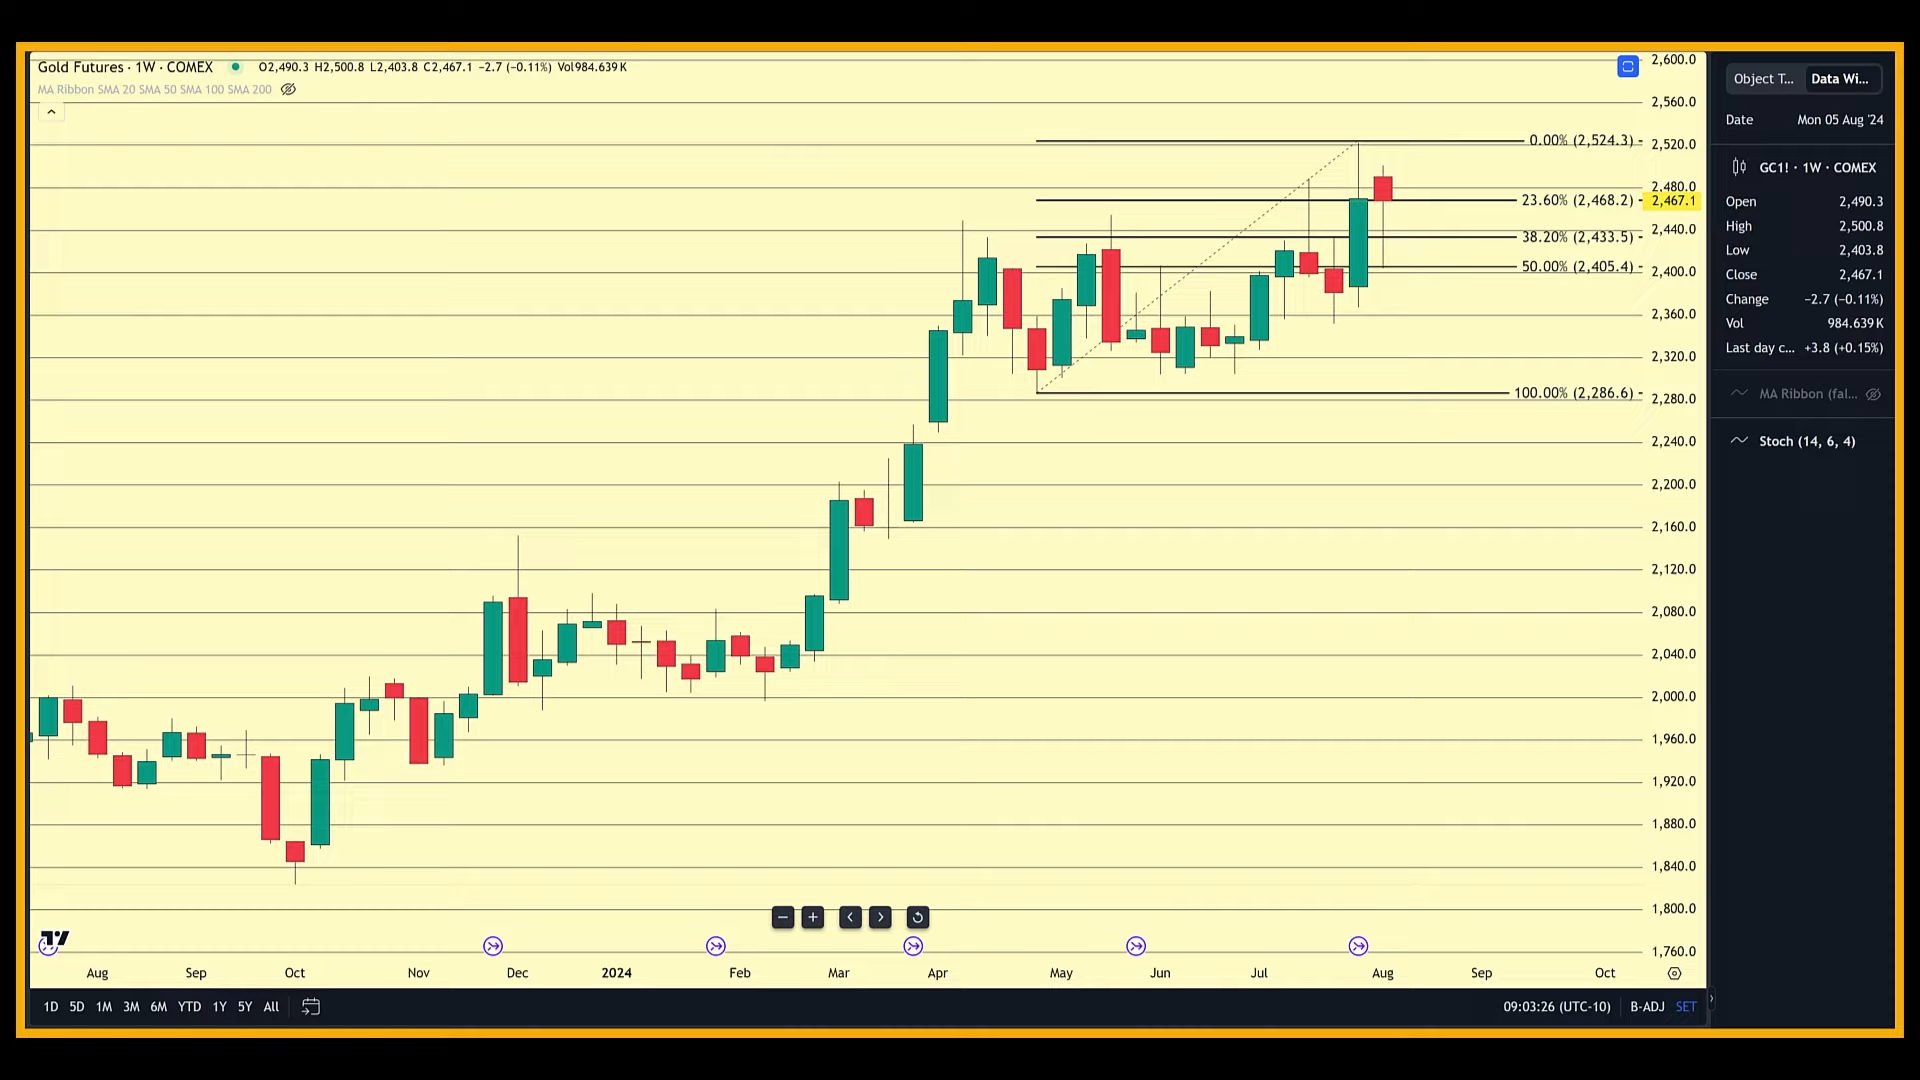 Gold Futures · 1W · COMEX O2,490.3 H2,500.8 L2,403.8 C2,467.1 −2.7 (−0.11%) Vol984.639K
MA Ribbon SMA 20 SMA 50 SMA 100 SMA 200
0.00% (2,524.3)
23.60% (2,468.2)
38.20% (2,433.5)
50.00% (2,405.4)
100.00% (2,286.6)
2,600.0
2,560.0
2,520.0
2,480.0
2,467.1
2,440.0
2,400.0
2,360.0
2,320.0
2,280.0
2,240.0
2,200.0
2,160.0
2,120.0
2,080.0
2,040.0
2,000.0
1,960.0
1,920.0
1,880.0
1,840.0
1,800.0
1,760.0
Aug Sep Oct Nov Dec 2024 Feb Mar Apr May Jun Jul Aug Sep Oct
1D 5D 1M 3M 6M YTD 1Y 5Y All 09:03:26 (UTC-10) B-ADJ SET
Object T... Data Wi...
Date Mon 05 Aug '24
GC1! · 1W · COMEX
Open 2,490.3
High 2,500.8
Low 2,403.8
Close 2,467.1
Change −2.7 (−0.11%)
Vol 984.639K
Last day c... +3.8 (+0.15%)
MA Ribbon (fal...
Stoch (14, 6, 4)